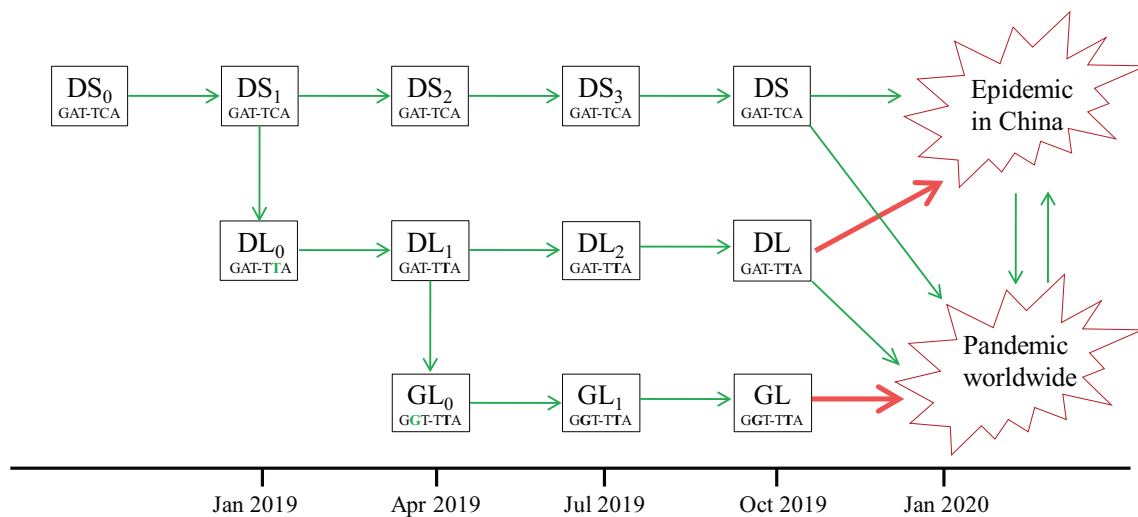 DS₀
GAT-TCA
DS₁
GAT-TCA
DS₂
GAT-TCA
DS₃
GAT-TCA
DS
GAT-TCA
Epidemic
in China
DL₀
GAT-TTA
DL₁
GAT-TTA
DL₂
GAT-TTA
DL
GAT-TTA
GL₀
GGT-TTA
GL₁
GGT-TTA
GL
GGT-TTA
Pandemic
worldwide
Jan 2019
Apr 2019
Jul 2019
Oct 2019
Jan 2020